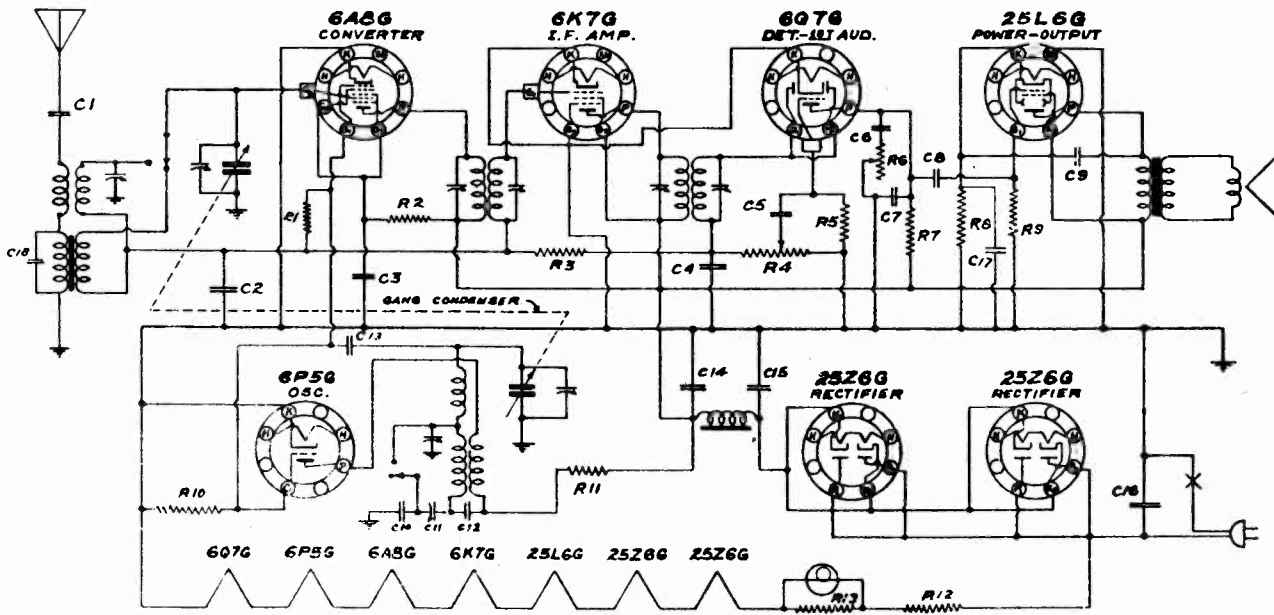 6A8G
CONVERTER
6K7G
I.F. AMP.
6Q7G
DET.-1ST AUD.
25L6G
POWER-OUTPUT
C1
C6
R6
C8
C9
R1
R2
C5
R5
C7
R7
R8
C17
R9
C18
C2
C3
R3
C4
R4
GANG CONDENSER
C13
6P5G
OSC.
C14
C15
25Z6G
RECTIFIER
25Z6G
RECTIFIER
R11
C16
R10
C10
C11
C12
6Q7G
6P5G
6A8G
6K7G
25L6G
25Z6G
25Z6G
R13
R12